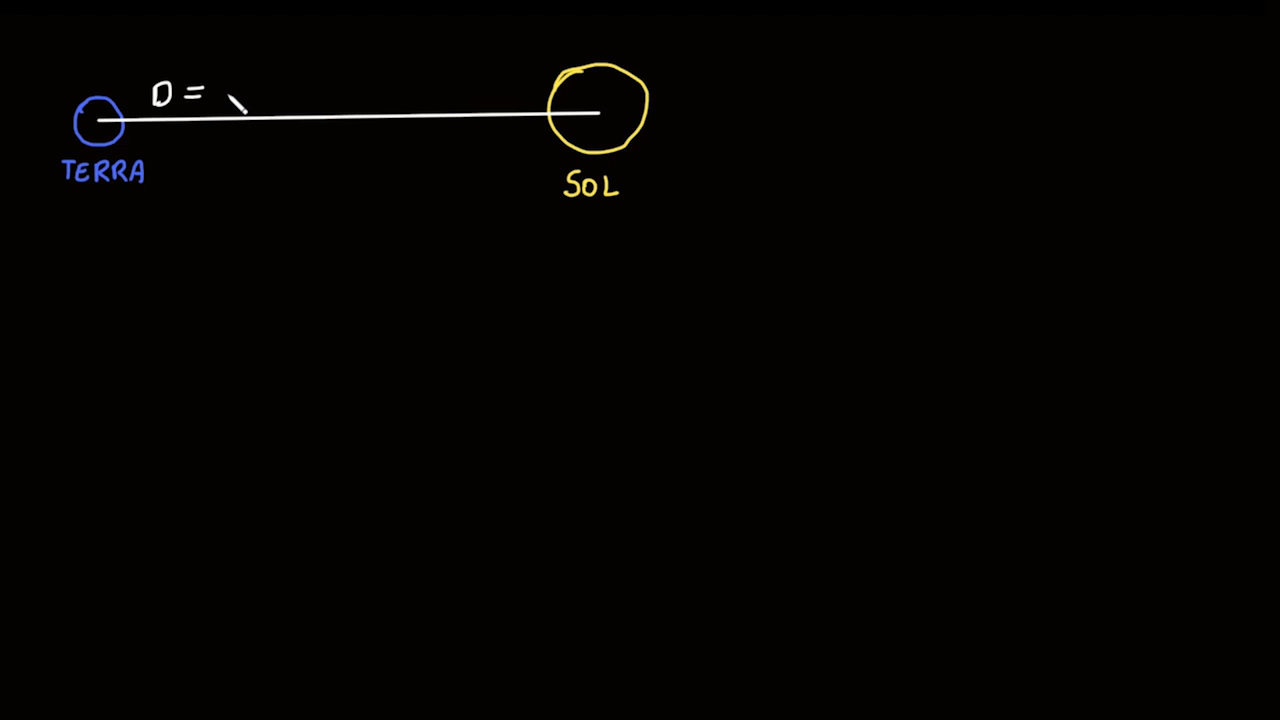 D =
TERRA
SOL